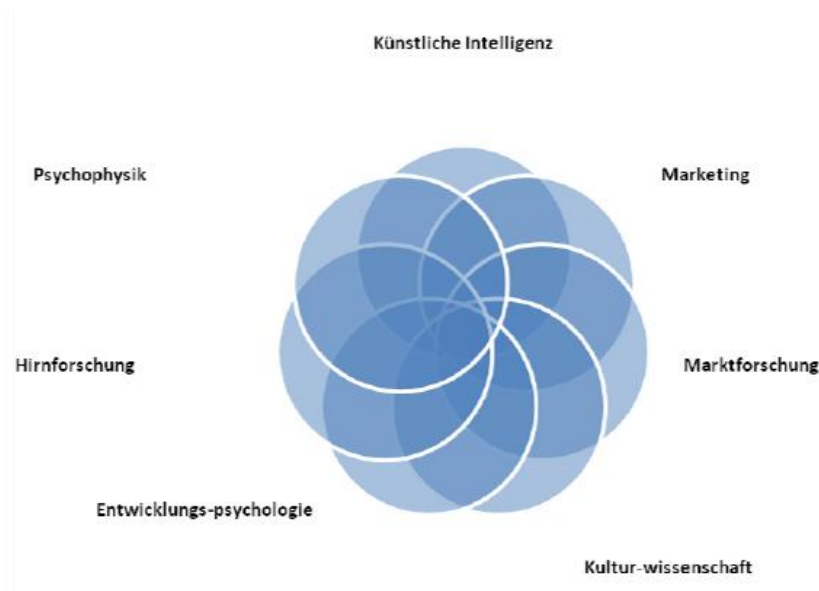 Künstliche Intelligenz
Psychophysik
Marketing
Hirnforschung
Marktforschung
Entwicklungs-psychologie
Kultur-wissenschaft